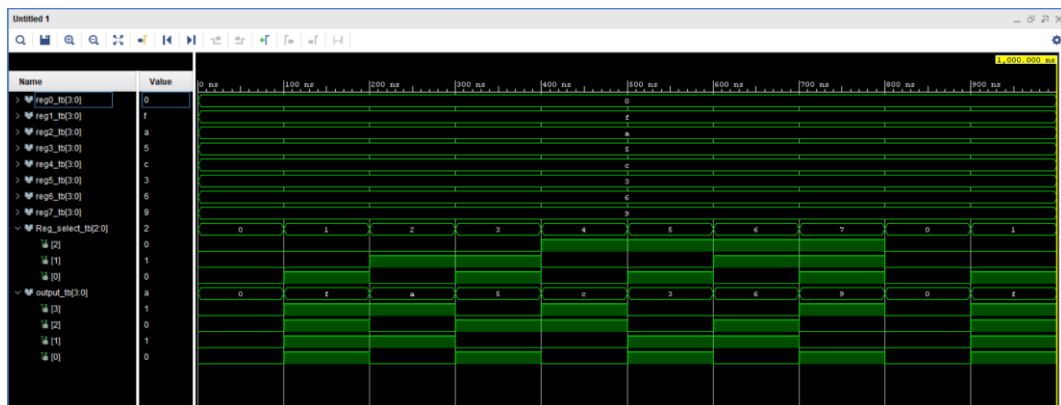 Untitled 1
1,000.000 ns
Name Value 0 ns 100 ns 200 ns 300 ns 400 ns 500 ns 600 ns 700 ns 800 ns 900 ns
reg0_tb[3:0] 0 0
reg1_tb[3:0] f f
reg2_tb[3:0] a a
reg3_tb[3:0] 5 5
reg4_tb[3:0] c c
reg5_tb[3:0] 3 3
reg6_tb[3:0] 6 6
reg7_tb[3:0] 9 9
Reg_select_tb[2:0] 2 0 1 2 3 4 5 6 7 0 1
[2] 0
[1] 1
[0] 0
output_tb[3:0] a 0 f a 5 c 3 6 9 0 f
[3] 1
[2] 0
[1] 1
[0] 0